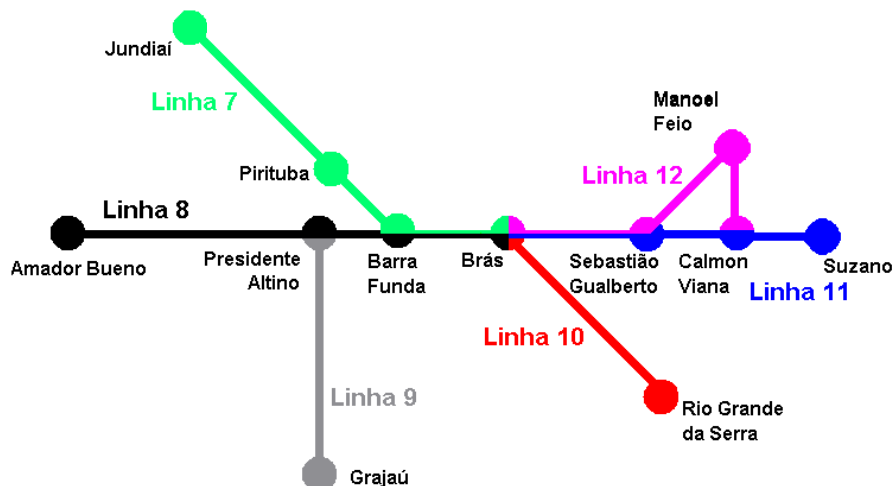 Jundiaí
Linha 7
Manoel
Feio
Pirituba
Linha 12
Linha 8
Amador Bueno
Presidente
Altino
Barra
Funda
Brás
Sebastião
Gualberto
Calmon
Viana
Suzano
Linha 11
Linha 10
Linha 9
Rio Grande
da Serra
Grajaú